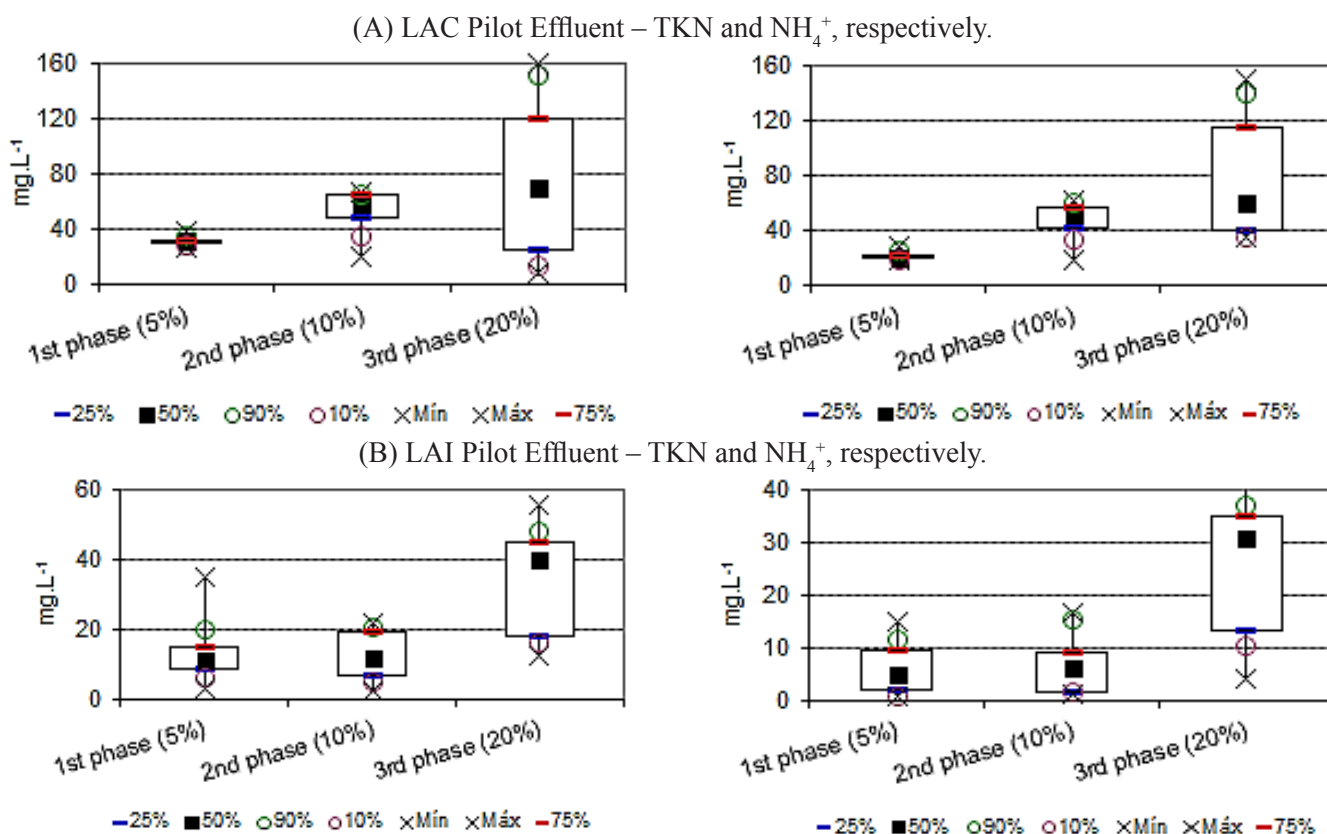 (A) LAC Pilot Effluent – TKN and NH₄⁺, respectively.
160
120
80
40
0
mg.L⁻¹
1st phase (5%)
2nd phase (10%)
3rd phase (20%)
25% 50% 90% 10% Mín Máx 75%
160
120
80
40
0
mg.L⁻¹
1st phase (5%)
2nd phase (10%)
3rd phase (20%)
25% 50% 90% 10% Mín Máx 75%
(B) LAI Pilot Effluent – TKN and NH₄⁺, respectively.
60
40
20
0
mg.L⁻¹
1st phase (5%)
2nd phase (10%)
3rd phase (20%)
25% 50% 90% 10% Mín Máx 75%
40
30
20
10
0
mg.L⁻¹
1st phase (5%)
2nd phase (10%)
3rd phase (20%)
25% 50% 90% 10% Mín Máx 75%